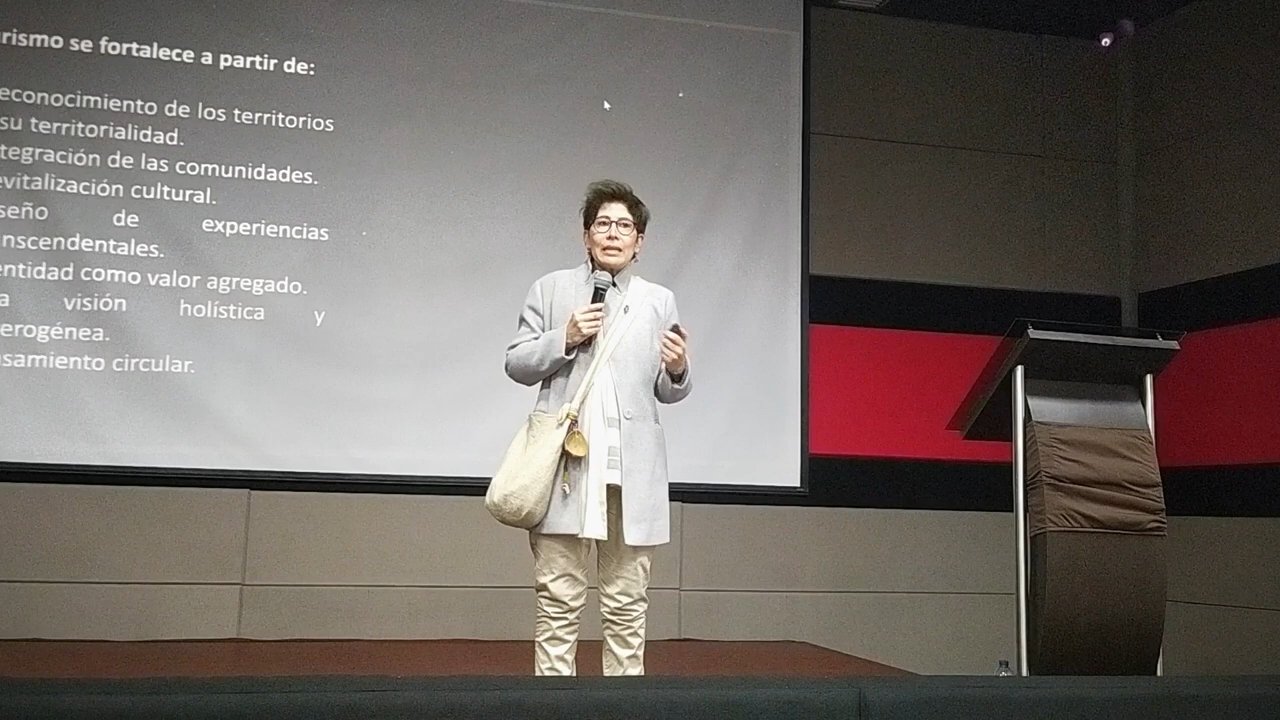 rismo se fortalece a partir de:
econocimiento de los territorios
su territorialidad.
tegración de las comunidades.
evitalización cultural.
seño de experiencias
nscendentales.
entidad como valor agregado.
a visión holística y
erogénea.
nsamiento circular.